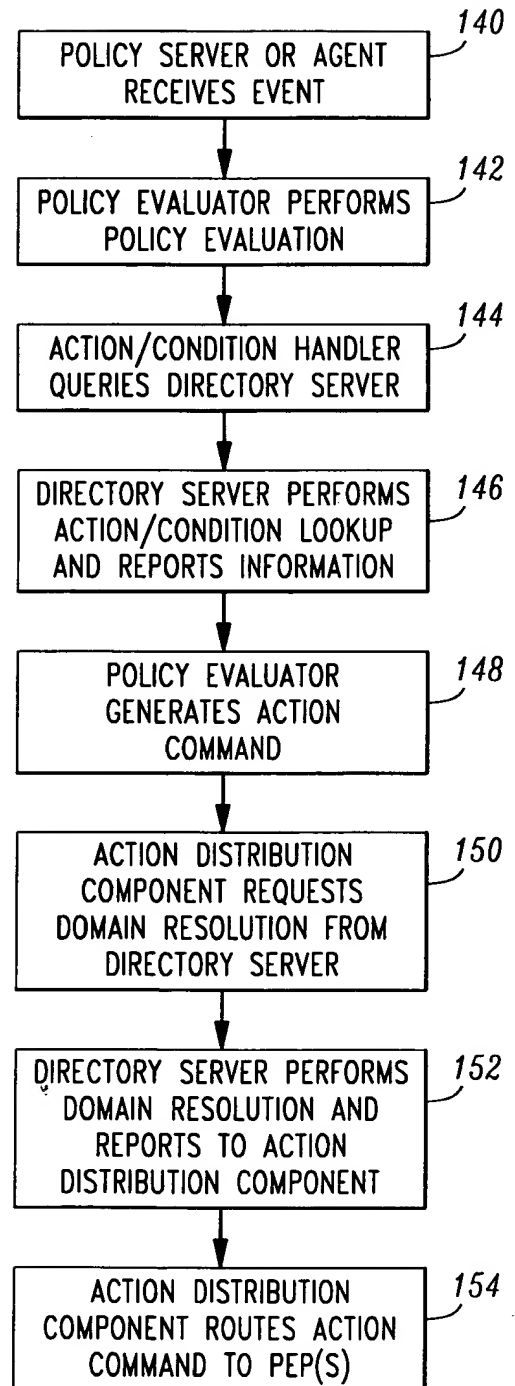 140
POLICY SERVER OR AGENT
RECEIVES EVENT
142
POLICY EVALUATOR PERFORMS
POLICY EVALUATION
144
ACTION/CONDITION HANDLER
QUERIES DIRECTORY SERVER
146
DIRECTORY SERVER PERFORMS
ACTION/CONDITION LOOKUP
AND REPORTS INFORMATION
148
POLICY EVALUATOR
GENERATES ACTION
COMMAND
150
ACTION DISTRIBUTION
COMPONENT REQUESTS
DOMAIN RESOLUTION FROM
DIRECTORY SERVER
152
DIRECTORY SERVER PERFORMS
DOMAIN RESOLUTION AND
REPORTS TO ACTION
DISTRIBUTION COMPONENT
154
ACTION DISTRIBUTION
COMPONENT ROUTES ACTION
COMMAND TO PEP(S)